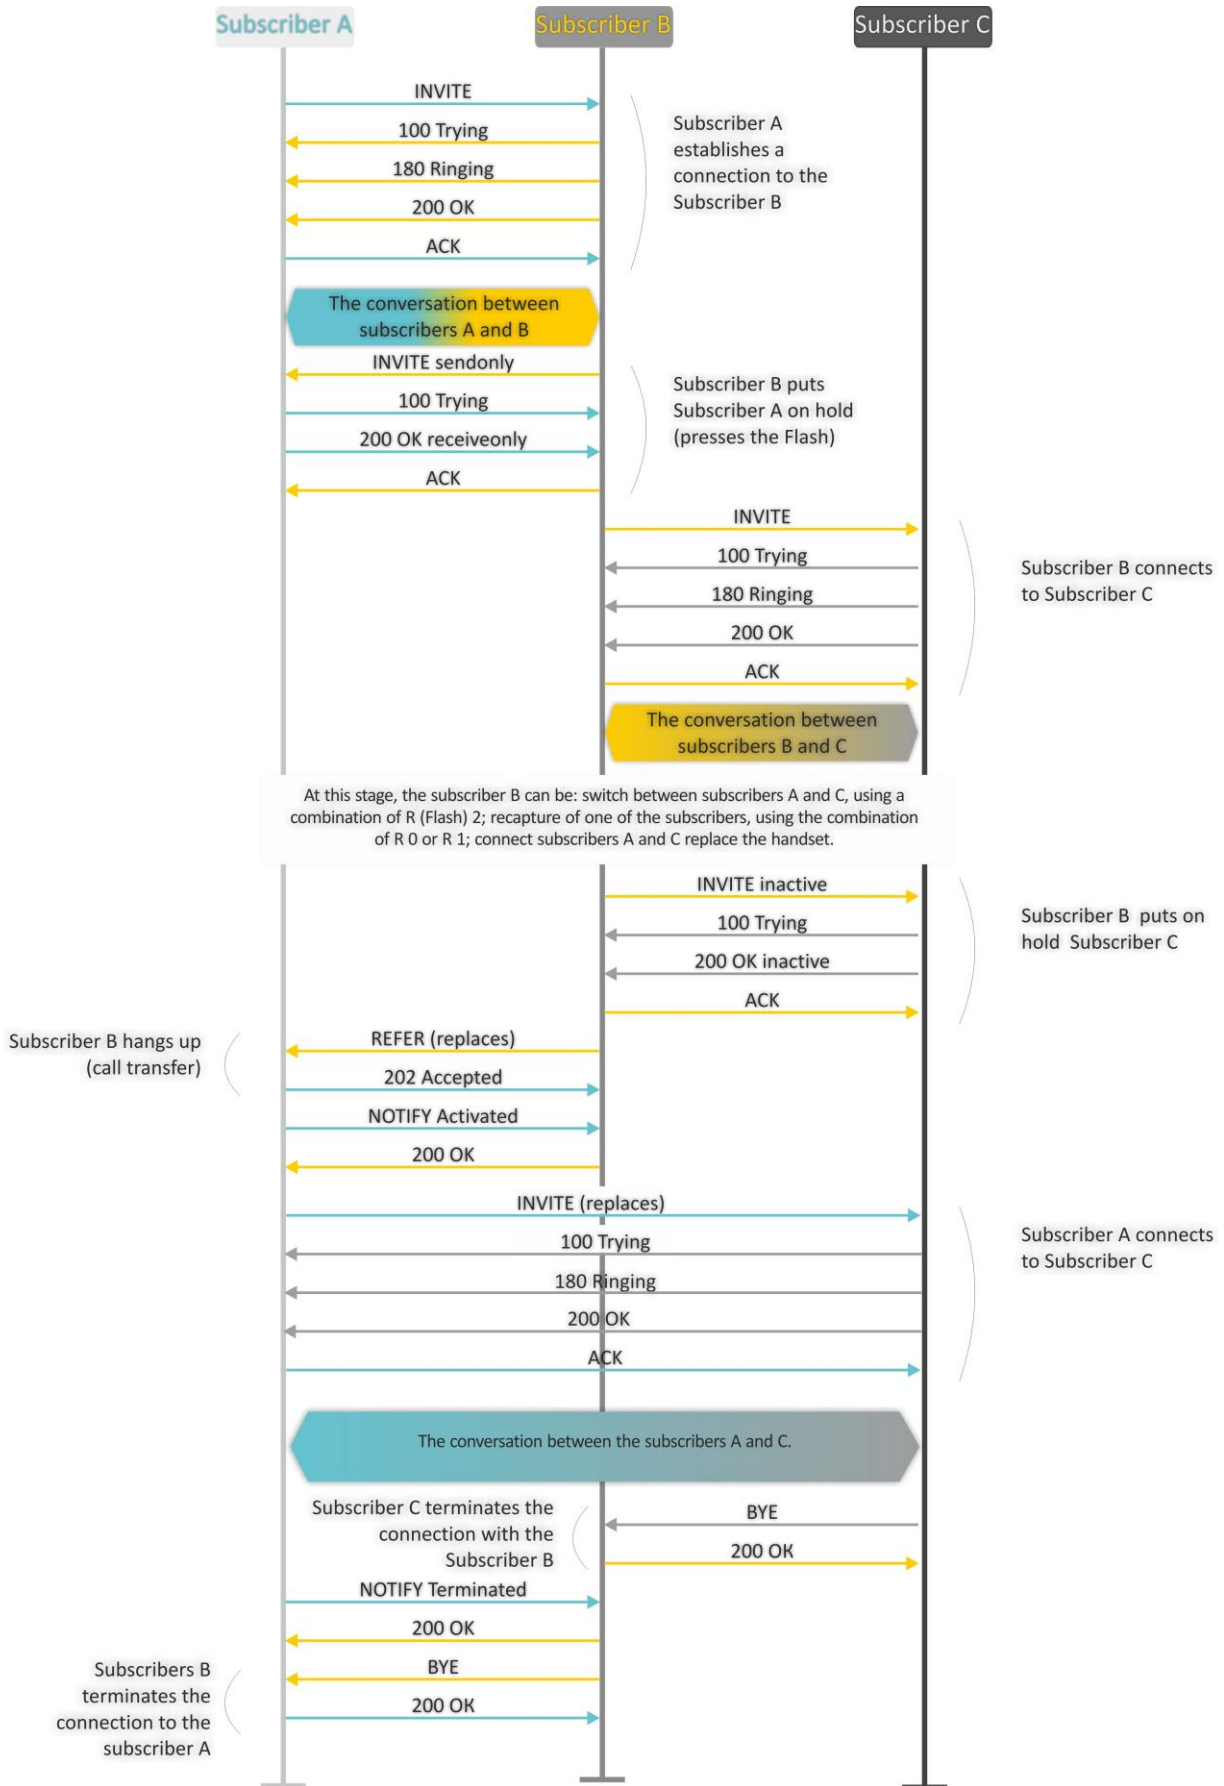 Subscriber A
Subscriber B
Subscriber C
INVITE
100 Trying
180 Ringing
200 OK
ACK
Subscriber A
establishes a
connection to the
Subscriber B
The conversation between
subscribers A and B
INVITE sendonly
100 Trying
200 OK receiveonly
ACK
Subscriber B puts
Subscriber A on hold
(presses the Flash)
INVITE
100 Trying
180 Ringing
200 OK
ACK
Subscriber B connects
to Subscriber C
The conversation between
subscribers B and C
At this stage, the subscriber B can be: switch between subscribers A and C, using a
combination of R (Flash) 2; recapture of one of the subscribers, using the combination
of R 0 or R 1; connect subscribers A and C replace the handset.
INVITE inactive
100 Trying
200 OK inactive
ACK
Subscriber B puts on
hold Subscriber C
Subscriber B hangs up
(call transfer)
REFER (replaces)
202 Accepted
NOTIFY Activated
200 OK
INVITE (replaces)
100 Trying
180 Ringing
200 OK
ACK
Subscriber A connects
to Subscriber C
The conversation between the subscribers A and C.
Subscriber C terminates the
connection with the
Subscriber B
BYE
200 OK
NOTIFY Terminated
200 OK
BYE
200 OK
Subscribers B
terminates the
connection to the
subscriber A